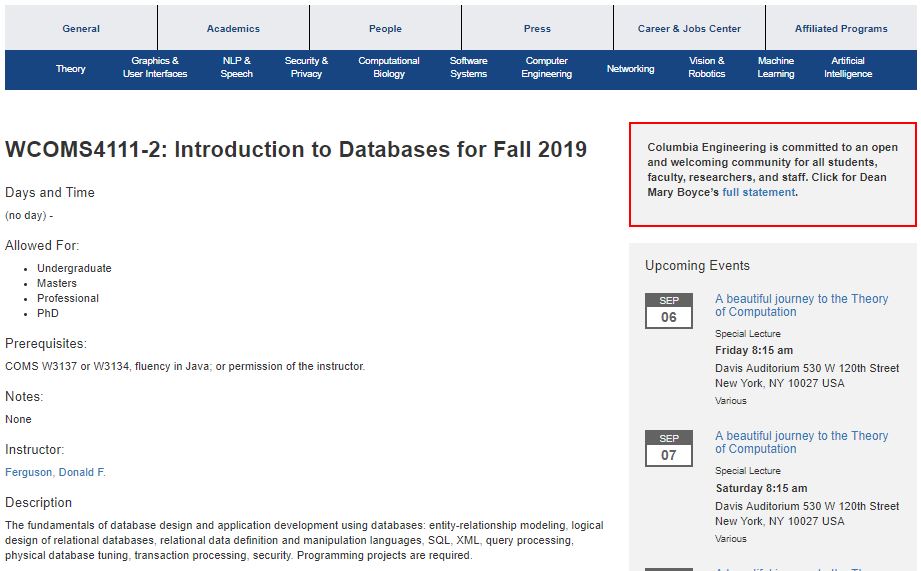 General
Academics
People
Press
Career & Jobs Center
Affiliated Programs
Theory
Graphics &
User Interfaces
NLP &
Speech
Security &
Privacy
Computational
Biology
Software
Systems
Computer
Engineering
Networking
Vision &
Robotics
Machine
Learning
Artificial
Intelligence
WCOMS4111-2: Introduction to Databases for Fall 2019
Days and Time
(no day) -
Allowed For:
Undergraduate
Masters
Professional
PhD
Prerequisites:
COMS W3137 or W3134, fluency in Java; or permission of the instructor.
Notes:
None
Instructor:
Ferguson, Donald F.
Description
The fundamentals of database design and application development using databases: entity-relationship modeling, logical
design of relational databases, relational data definition and manipulation languages, SQL, XML, query processing,
physical database tuning, transaction processing, security. Programming projects are required.
Columbia Engineering is committed to an open
and welcoming community for all students,
faculty, researchers, and staff. Click for Dean
Mary Boyce's full statement.
Upcoming Events
SEP
06
A beautiful journey to the Theory
of Computation
Special Lecture
Friday 8:15 am
Davis Auditorium 530 W 120th Street
New York, NY 10027 USA
Various
SEP
07
A beautiful journey to the Theory
of Computation
Special Lecture
Saturday 8:15 am
Davis Auditorium 530 W 120th Street
New York, NY 10027 USA
Various